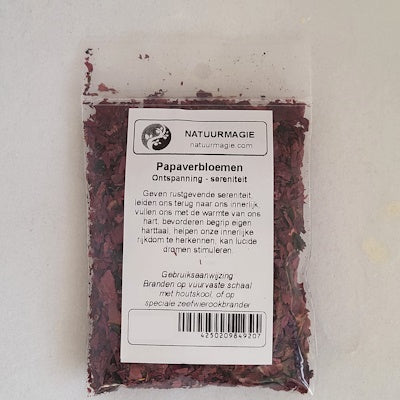 NATUURMAGIE
natuurmagie.com
Papaverbloemen
Ontspanning - sereniteit
Geven rustgevende sereniteit,
leiden ons terug naar ons innerlijk,
vullen ons met de warmte van ons
hart, bevorderen begrip eigen
harttaal, helpen onze innerlijke
rijkdom te herkennen, kan lucide
dromen stimuleren.
Gebruiksaanwijzing:
Branden op vuurvaste schaal
met houtskool, of op
speciale zeefwierookbrander
4250209849207